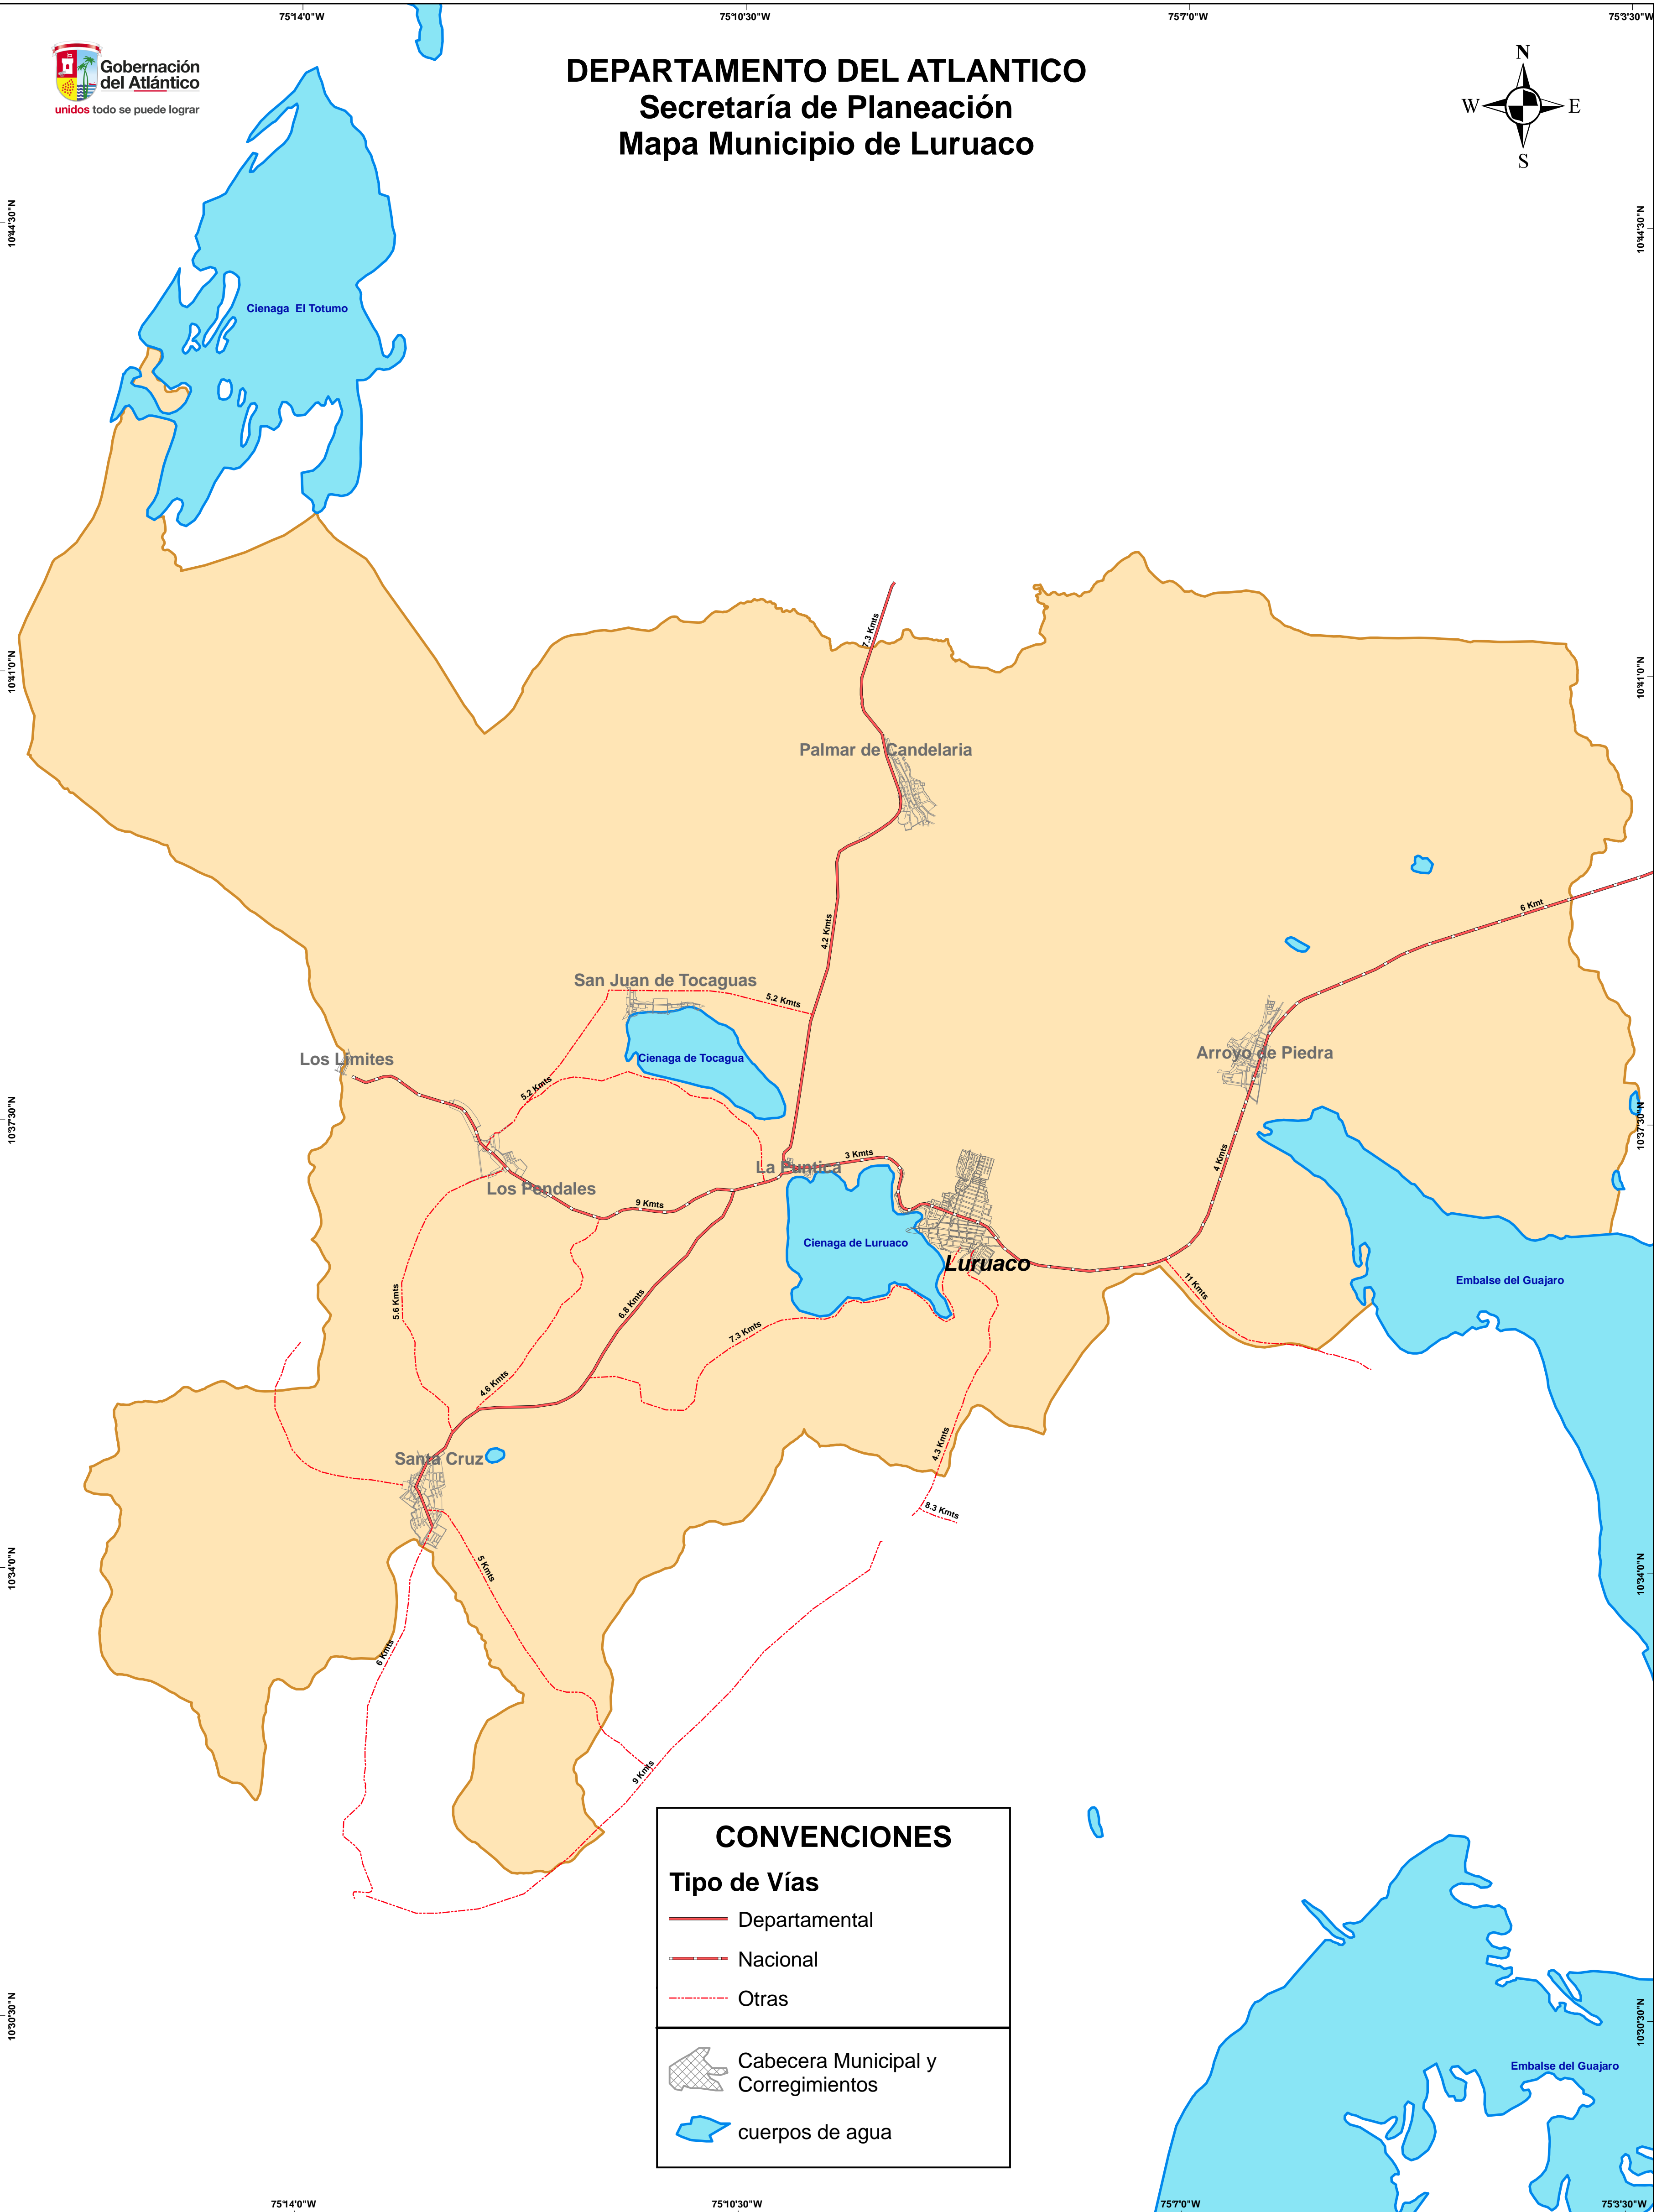 75°14'0"W
75°10'30"W
75°7'0"W
75°3'30"W
Gobernación
del Atlántico
unidos todo se puede lograr
DEPARTAMENTO DEL ATLANTICO
Secretaría de Planeación
Mapa Municipio de Luruaco
N
W
E
S
10°44'30"N
10°44'30"N
Cienaga El Totumo
7.3 Kmts
10°41'0"N
10°41'0"N
Palmar de Candelaria
6 Kmt
4.2 Kmts
San Juan de Tocaguas
5.2 Kmts
Los Límites
Cienaga de Tocagua
Arroyo de Piedra
5.2 Kmts
10°37'30"N
10°37'30"N
3 Kmts
4 Kmts
La Puntica
Los Pendales
9 Kmts
Cienaga de Luruaco
Luruaco
Embalse del Guajaro
11 Kmts
5.6 Kmts
6.8 Kmts
7.3 Kmts
4.6 Kmts
4.3 Kmts
Santa Cruz
8.3 Kmts
10°34'0"N
10°34'0"N
5 Kmts
6 Kmts
9 Kmts
CONVENCIONES
Tipo de Vías
Departamental
Nacional
Otras
Cabecera Municipal y
Corregimientos
cuerpos de agua
10°30'30"N
10°30'30"N
Embalse del Guajaro
75°14'0"W
75°10'30"W
75°7'0"W
75°3'30"W